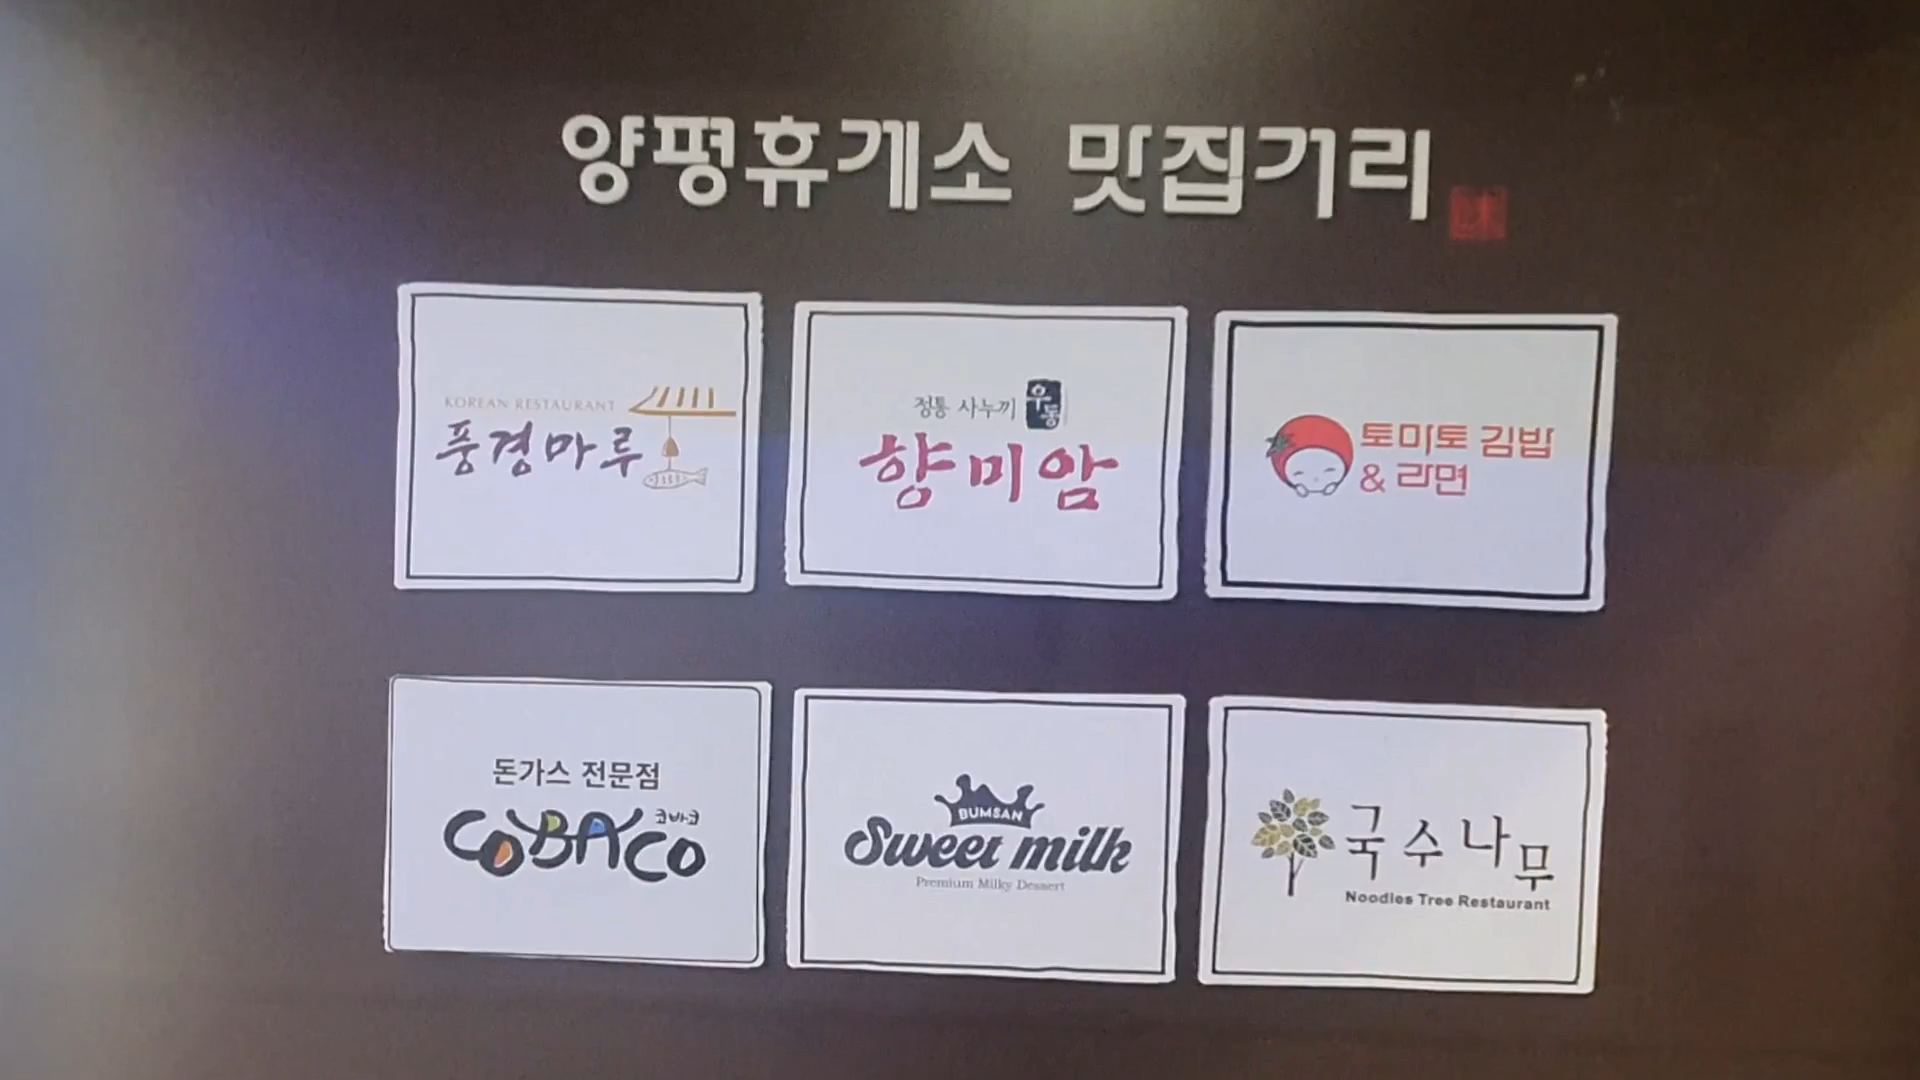 양평휴게소 맛집거리
KOREAN RESTAURANT
풍경마루
정통 사누끼 우동
향미암
토마토 김밥
& 라면
돈가스 전문점
코바코
COBACO
BUMSAN
Sweet milk
Premium Milky Dessert
국수나무
Noodles Tree Restaurant